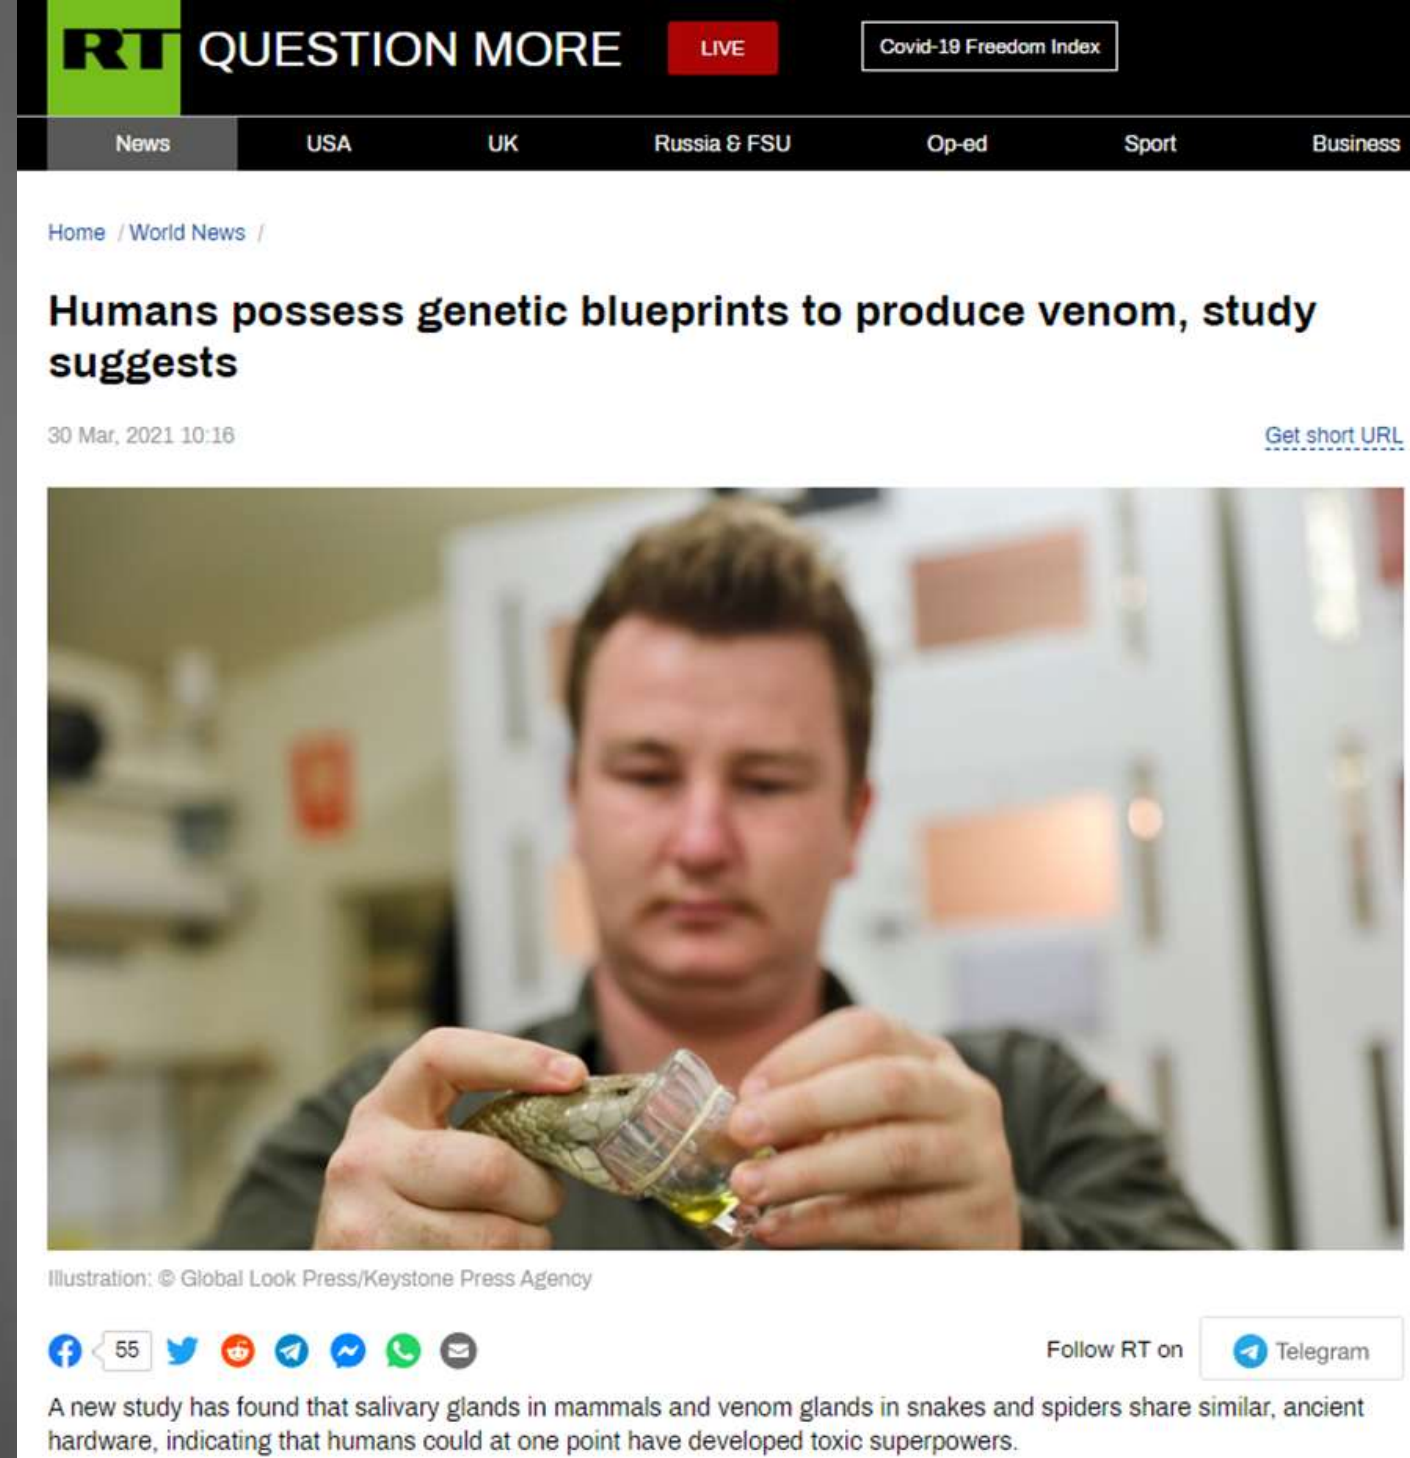 RT QUESTION MORE LIVE Covid-19 Freedom Index
News USA UK Russia & FSU Op-ed Sport Business
Home / World News /
Humans possess genetic blueprints to produce venom, study
suggests
30 Mar, 2021 10:16 Get short URL
Illustration: © Global Look Press/Keystone Press Agency
55 Follow RT on Telegram
A new study has found that salivary glands in mammals and venom glands in snakes and spiders share similar, ancient
hardware, indicating that humans could at one point have developed toxic superpowers.